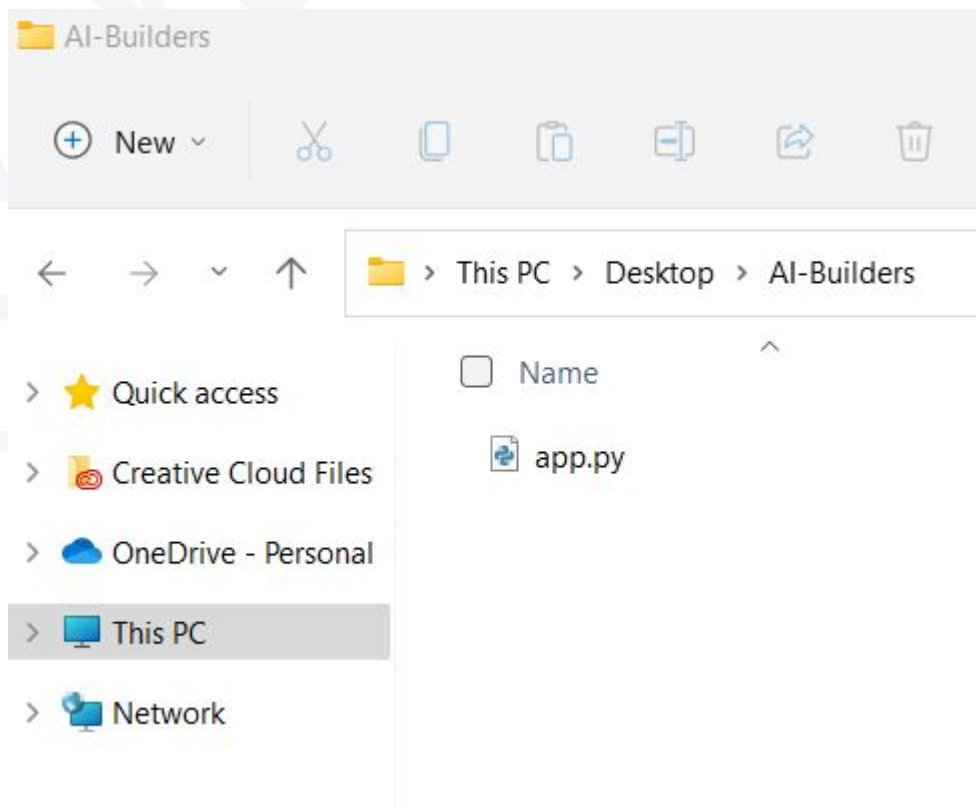 AI-Builders
New
This PC > Desktop > AI-Builders
Name
app.py
Quick access
Creative Cloud Files
OneDrive - Personal
This PC
Network